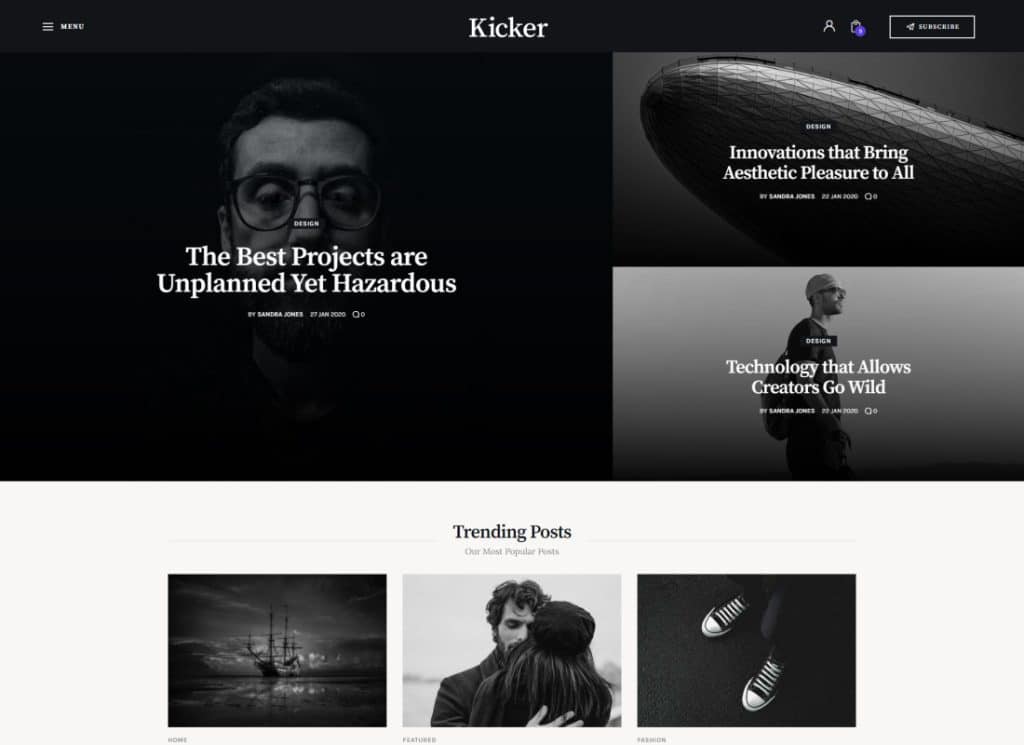 MENU
Kicker
0
SUBSCRIBE
DESIGN
The Best Projects are
Unplanned Yet Hazardous
BY SANDRA JONES 27 JAN 2020 0
DESIGN
Innovations that Bring
Aesthetic Pleasure to All
BY SANDRA JONES 22 JAN 2020 0
DESIGN
Technology that Allows
Creators Go Wild
BY SANDRA JONES 22 JAN 2020 0
Trending Posts
Our Most Popular Posts
HOME
FEATURED
FASHION